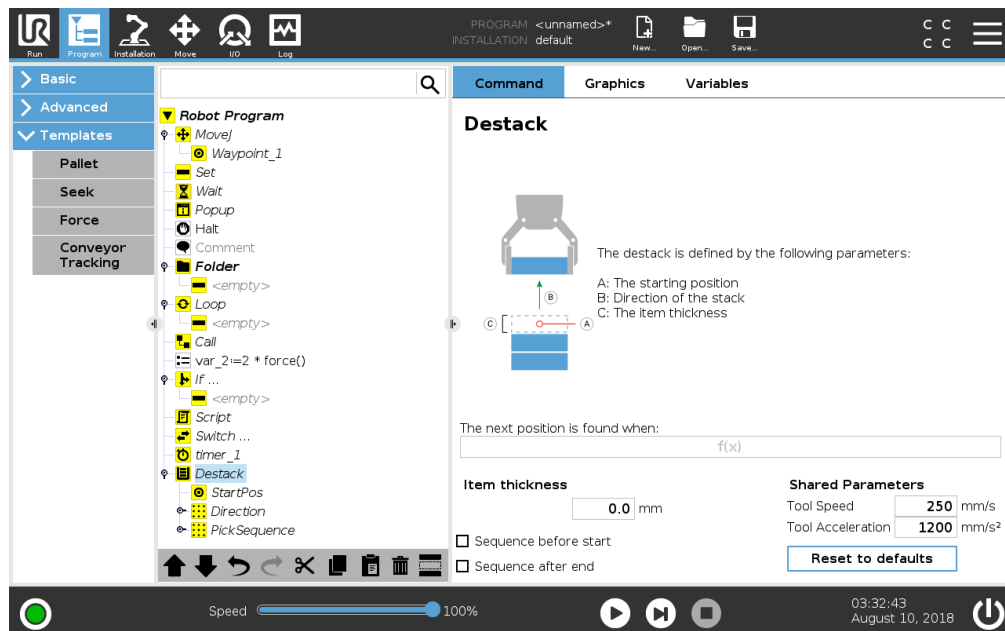 PROGRAM <unnamed>*
INSTALLATION default
UR
Run
Program
Installation
Move
I/O
Log
New...
Open...
Save...
C C
C C
Basic
Advanced
Templates
Pallet
Seek
Force
Conveyor
Tracking
Robot Program
MoveJ
Waypoint_1
Set
Wait
Popup
Halt
Comment
Folder
<empty>
Loop
<empty>
Call
var_2:=2 * force()
If ...
<empty>
Script
Switch ...
timer_1
Destack
StartPos
Direction
PickSequence
Command Graphics Variables
Destack
B
C
A
The destack is defined by the following parameters:
A: The starting position
B: Direction of the stack
C: The item thickness
The next position is found when:
f(x)
Item thickness
0.0 mm
Sequence before start
Sequence after end
Shared Parameters
Tool Speed 250 mm/s
Tool Acceleration 1200 mm/s²
Reset to defaults
Speed 100%
03:32:43
August 10, 2018